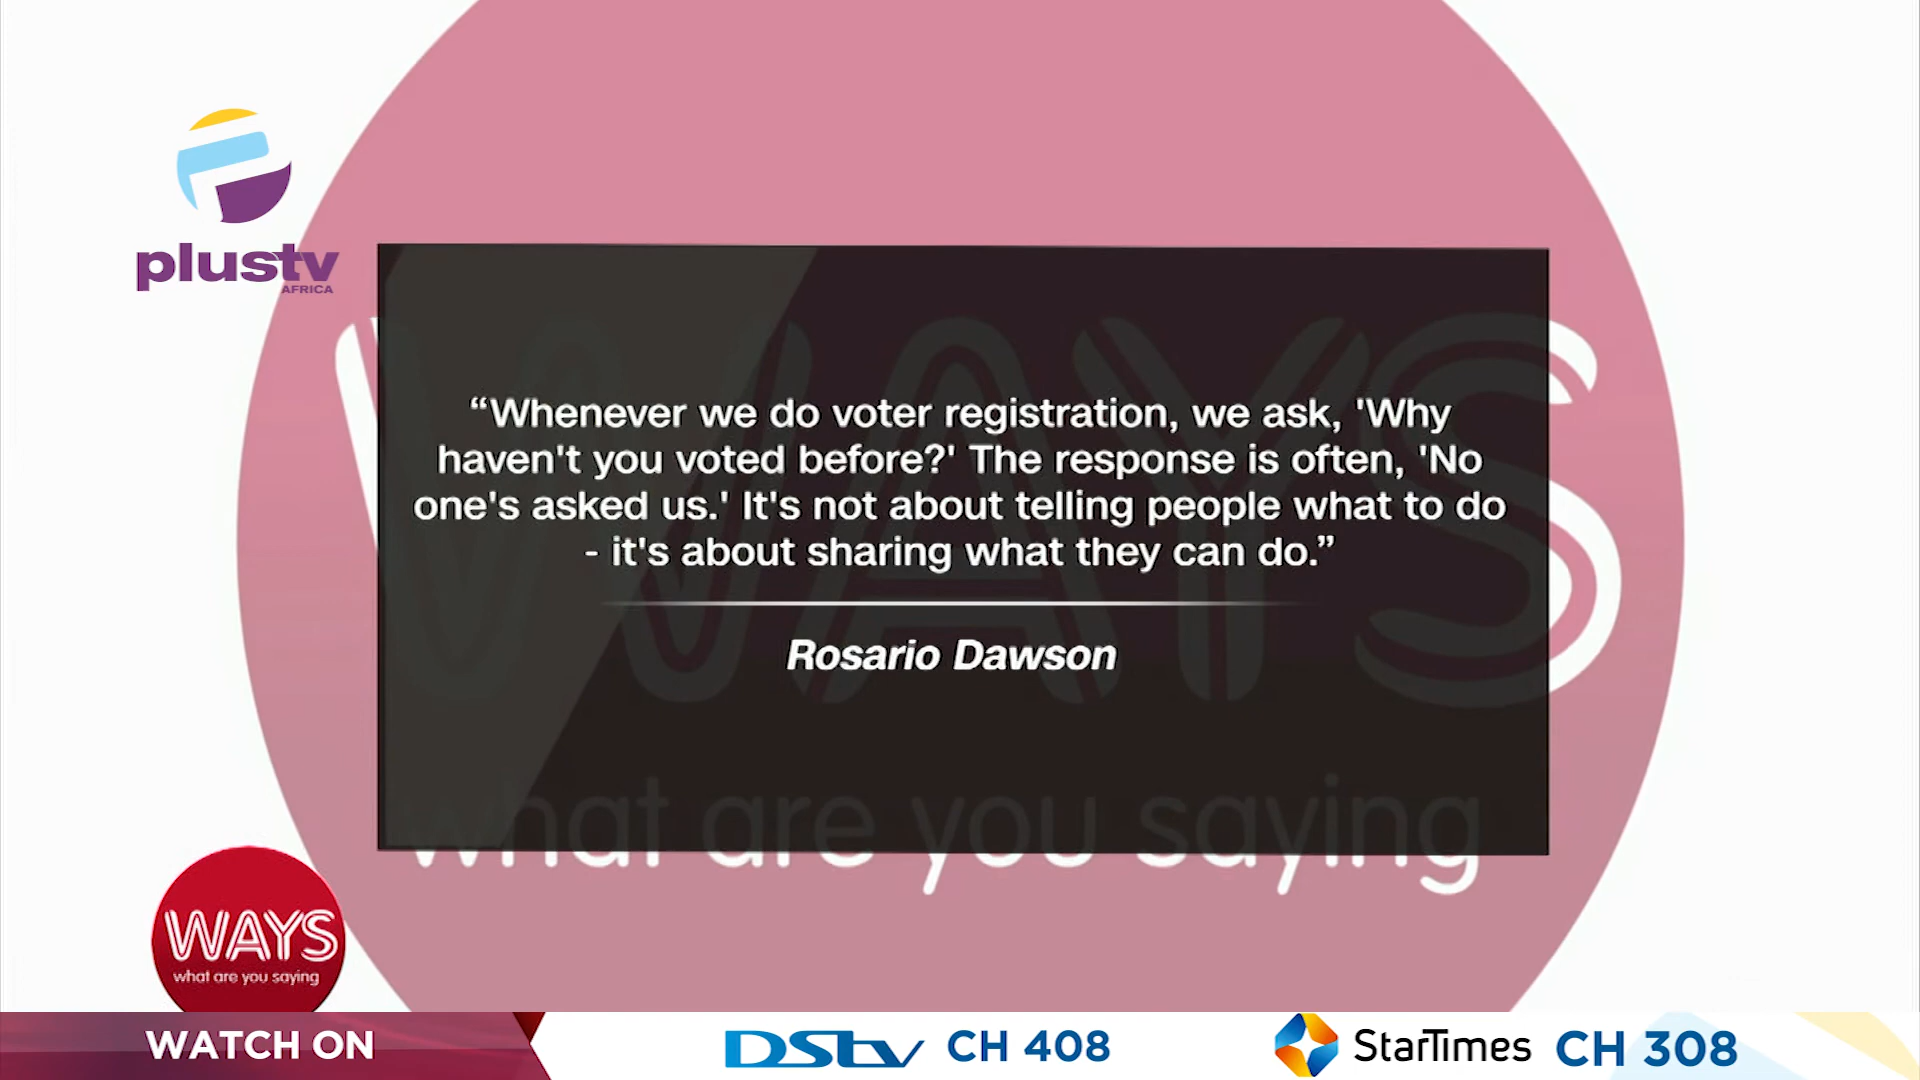 plustv
AFRICA
WAYS
“Whenever we do voter registration, we ask, 'Why
haven't you voted before?' The response is often, 'No
one's asked us.' It's not about telling people what to do
- it's about sharing what they can do.”
Rosario Dawson
what are you saying
WAYS
what are you saying
WATCH ON
DStv CH 408
StarTimes CH 308